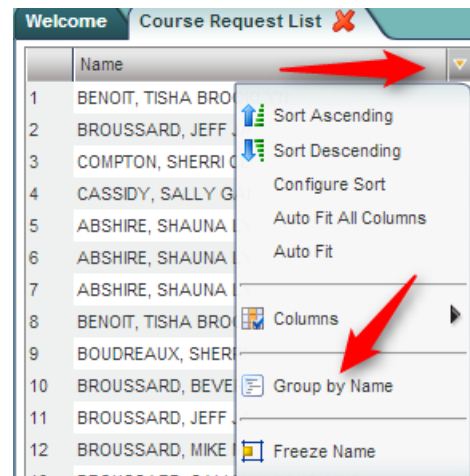 Welcome Course Request List
Name
1 BENOIT, TISHA
2 BROUSSARD, JEFF
3 COMPTON, SHERRI
4 CASSIDY, SALLY
5 ABSHIRE, SHAUNA
6 ABSHIRE, SHAUNA
7 ABSHIRE, SHAUNA
8 BENOIT, TISHA BRO
9 BOUDREAUX, SHER
10 BROUSSARD, BEVE
11 BROUSSARD, JEFF
12 BROUSSARD, MIKE
Sort Ascending
Sort Descending
Configure Sort
Auto Fit All Columns
Auto Fit
Columns
Group by Name
Freeze Name